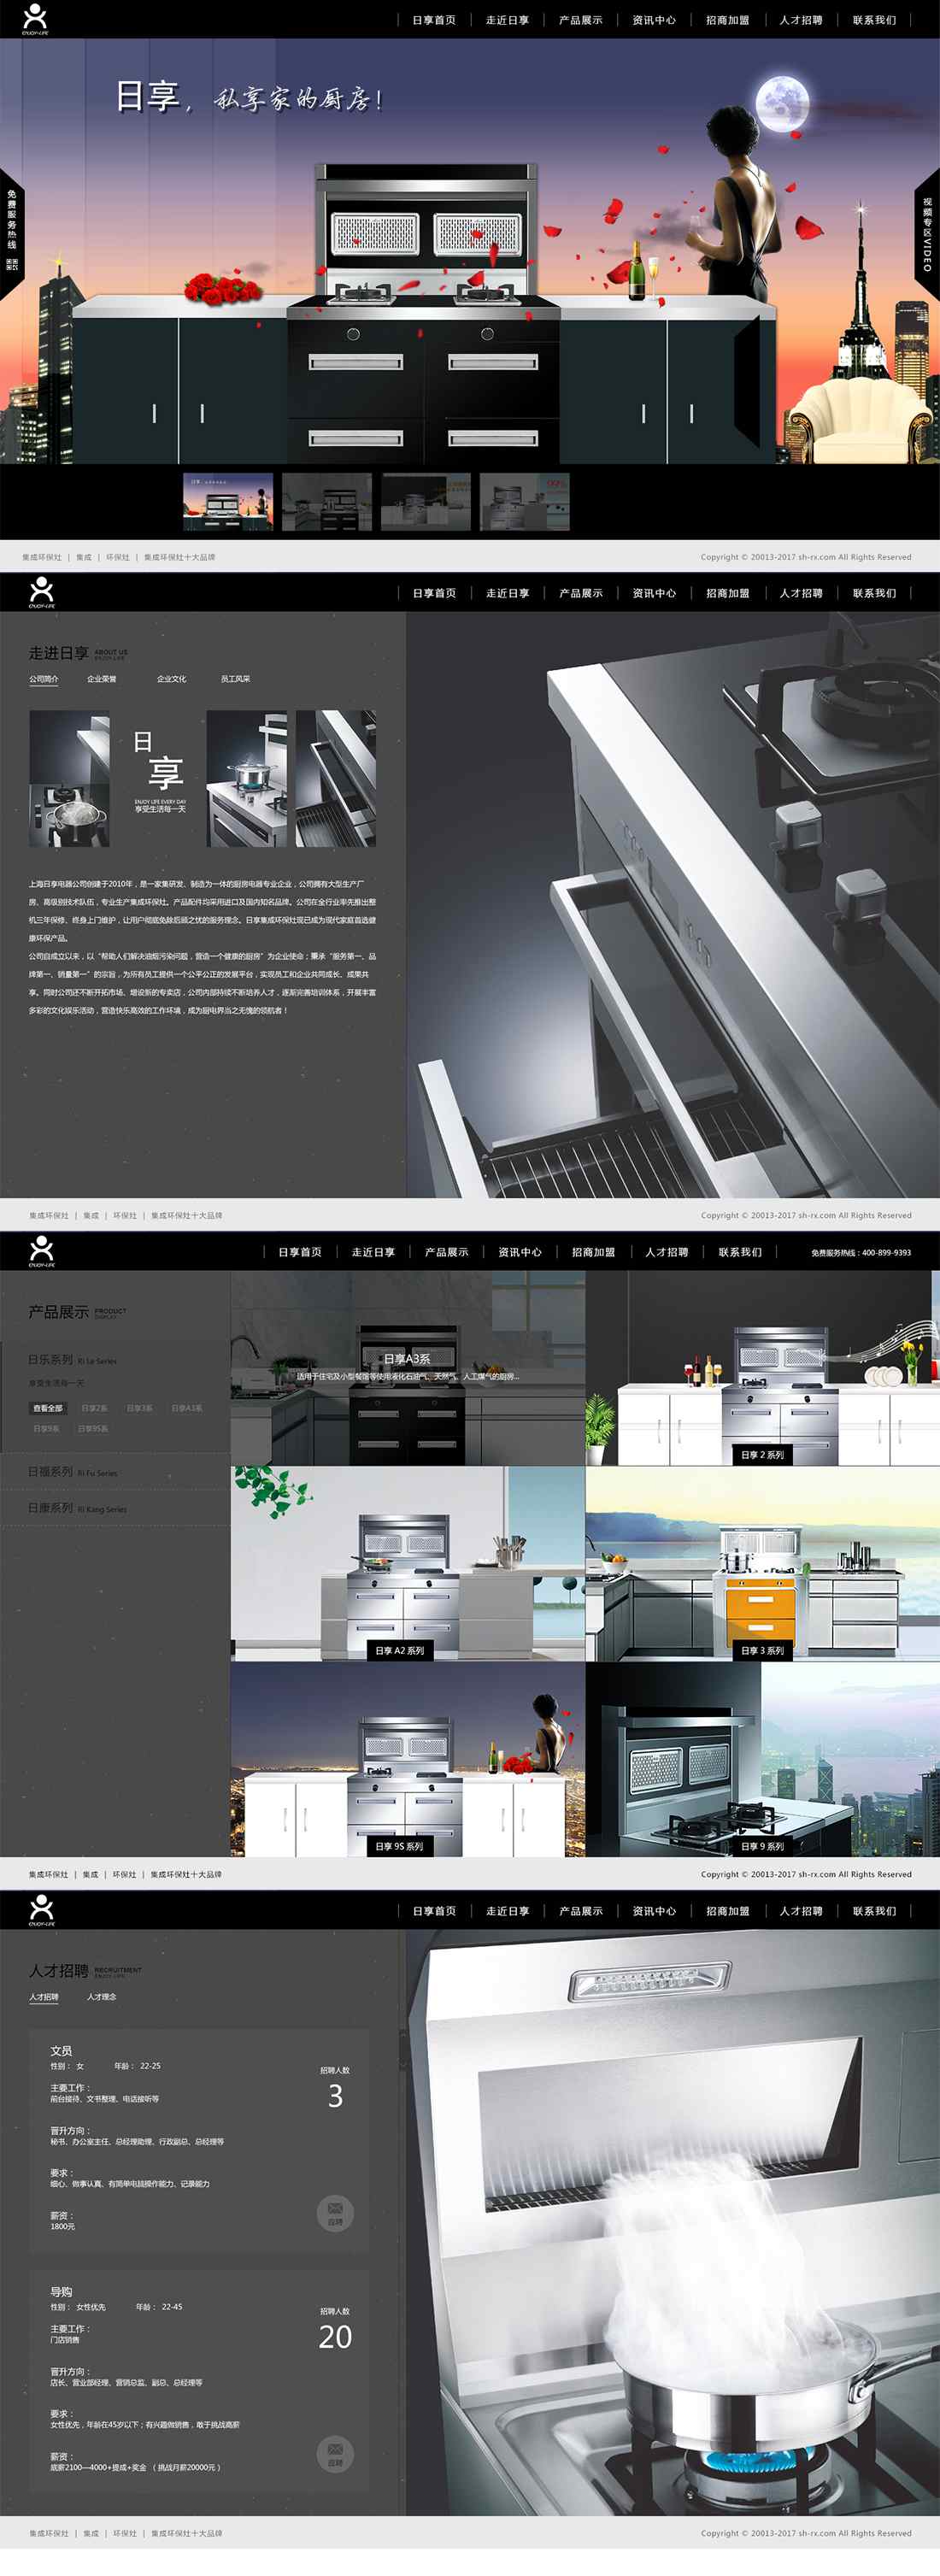 ENJOY-LIFE
日享首页 走近日享 产品展示 资讯中心 招商加盟 人才招聘 联系我们
日享，私享家的厨房！
免费服务热线
视频专区VIDEO
集成环保灶 | 集成 | 环保灶 | 集成环保灶十大品牌
Copyright © 20013-2017 sh-rx.com All Rights Reserved
ENJOY-LIFE
日享首页 走近日享 产品展示 资讯中心 招商加盟 人才招聘 联系我们
走进日享 ABOUT US
ENJOY LIFE
公司简介 企业荣誉 企业文化 员工风采
日
享
ENJOY LIFE EVERY DAY
享受生活每一天
上海日享电器公司创建于2010年，是一家集研发、制造为一体的厨房电器专业企业，公司拥有大型生产厂
房、高级别技术队伍，专业生产集成环保灶。产品配件均采用进口及国内知名品牌。公司在全行业率先推出整
机三年保修、终身上门维护，让用户彻底免除后顾之忧的服务理念。日享集成环保灶现已成为现代家庭首选健
康环保产品。
公司自成立以来，以“帮助人们解决油烟污染问题，营造一个健康的厨房”为企业使命；秉承“服务第一、品
牌第一、销量第一”的宗旨，为所有员工提供一个公平公正的发展平台，实现员工和企业共同成长、成果共
享。同时公司还不断开拓市场、增设新的专卖店，公司内部持续不断培养人才，逐渐完善培训体系，开展丰富
多彩的文化娱乐活动，营造快乐高效的工作环境，成为厨电界当之无愧的领航者！
集成环保灶 | 集成 | 环保灶 | 集成环保灶十大品牌
Copyright © 20013-2017 sh-rx.com All Rights Reserved
ENJOY-LIFE
日享首页 走近日享 产品展示 资讯中心 招商加盟 人才招聘 联系我们
免费服务热线：400-899-9393
产品展示 PRODUCT
DISPLAY
日乐系列 Ri Le Series
享受生活每一天
查看全部 日享2系 日享3系 日享A3系
日享9系 日享9S系
日福系列 Ri Fu Series
日康系列 Ri Kang Series
日享A3系
适用于住宅及小型餐馆等使用液化石油气、天然气、人工煤气的厨房...
日享 2 系列
日享 A2 系列
日享 3 系列
日享 9S 系列
日享 9 系列
集成环保灶 | 集成 | 环保灶 | 集成环保灶十大品牌
Copyright © 20013-2017 sh-rx.com All Rights Reserved
ENJOY-LIFE
日享首页 走近日享 产品展示 资讯中心 招商加盟 人才招聘 联系我们
人才招聘 RECRUITMENT
ENJOY LIFE
人才招聘 人才理念
文员
性别： 女 年龄： 22-25
招聘人数
3
主要工作：
前台接待、文书整理、电话接听等
晋升方向：
秘书、办公室主任、总经理助理、行政副总、总经理等
要求：
细心、做事认真、有简单电脑操作能力、记录能力
薪资：
1800元
应聘
导购
性别： 女性优先 年龄： 22-45
招聘人数
20
主要工作：
门店销售
晋升方向：
店长、营业部经理、营销总监、副总、总经理等
要求：
女性优先，年龄在45岁以下；有兴趣做销售，敢于挑战高薪
薪资：
底薪2100—4000+提成+奖金 （挑战月薪20000元）
应聘
集成环保灶 | 集成 | 环保灶 | 集成环保灶十大品牌
Copyright © 20013-2017 sh-rx.com All Rights Reserved